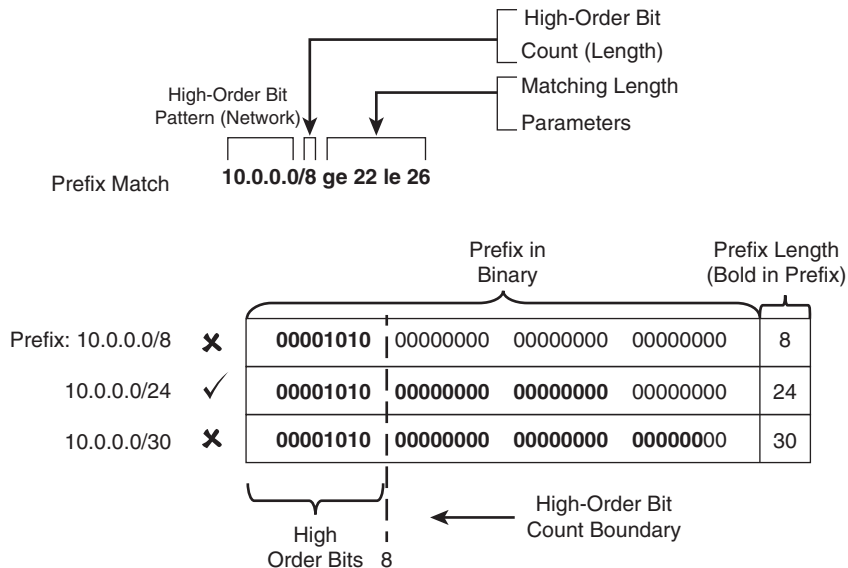 High-Order Bit
Count (Length)
Matching Length
Parameters
High-Order Bit
Pattern (Network)
Prefix Match
10.0.0.0/8 ge 22 le 26
Prefix in
Binary
Prefix Length
(Bold in Prefix)
Prefix: 10.0.0.0/8 00001010 00000000 00000000 00000000 8
10.0.0.0/24 00001010 00000000 00000000 00000000 24
10.0.0.0/30 00001010 00000000 00000000 00000000 30
High
Order Bits 8
High-Order Bit
Count Boundary